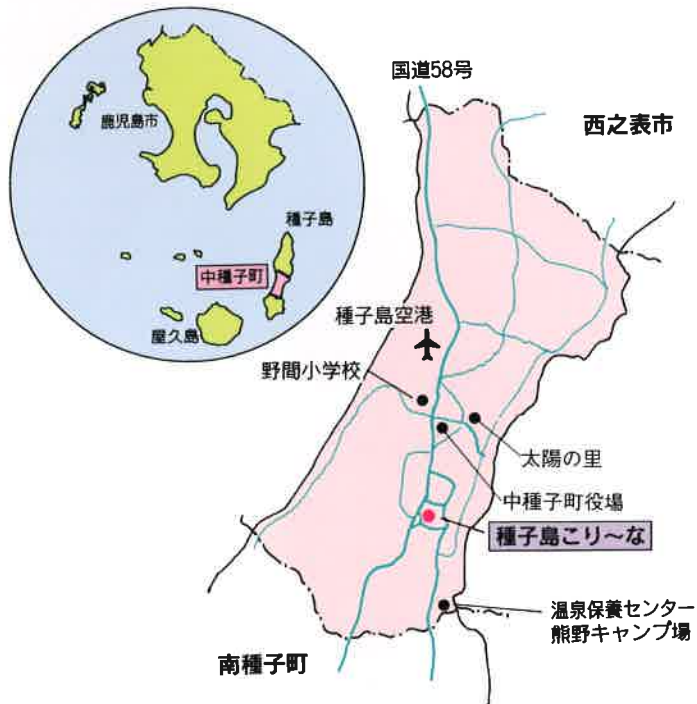 国道58号
西之表市
鹿児島市
種子島
中種子町
屋久島
種子島空港
野間小学校
太陽の里
中種子町役場
種子島こり〜な
温泉保養センター
熊野キャンプ場
南種子町